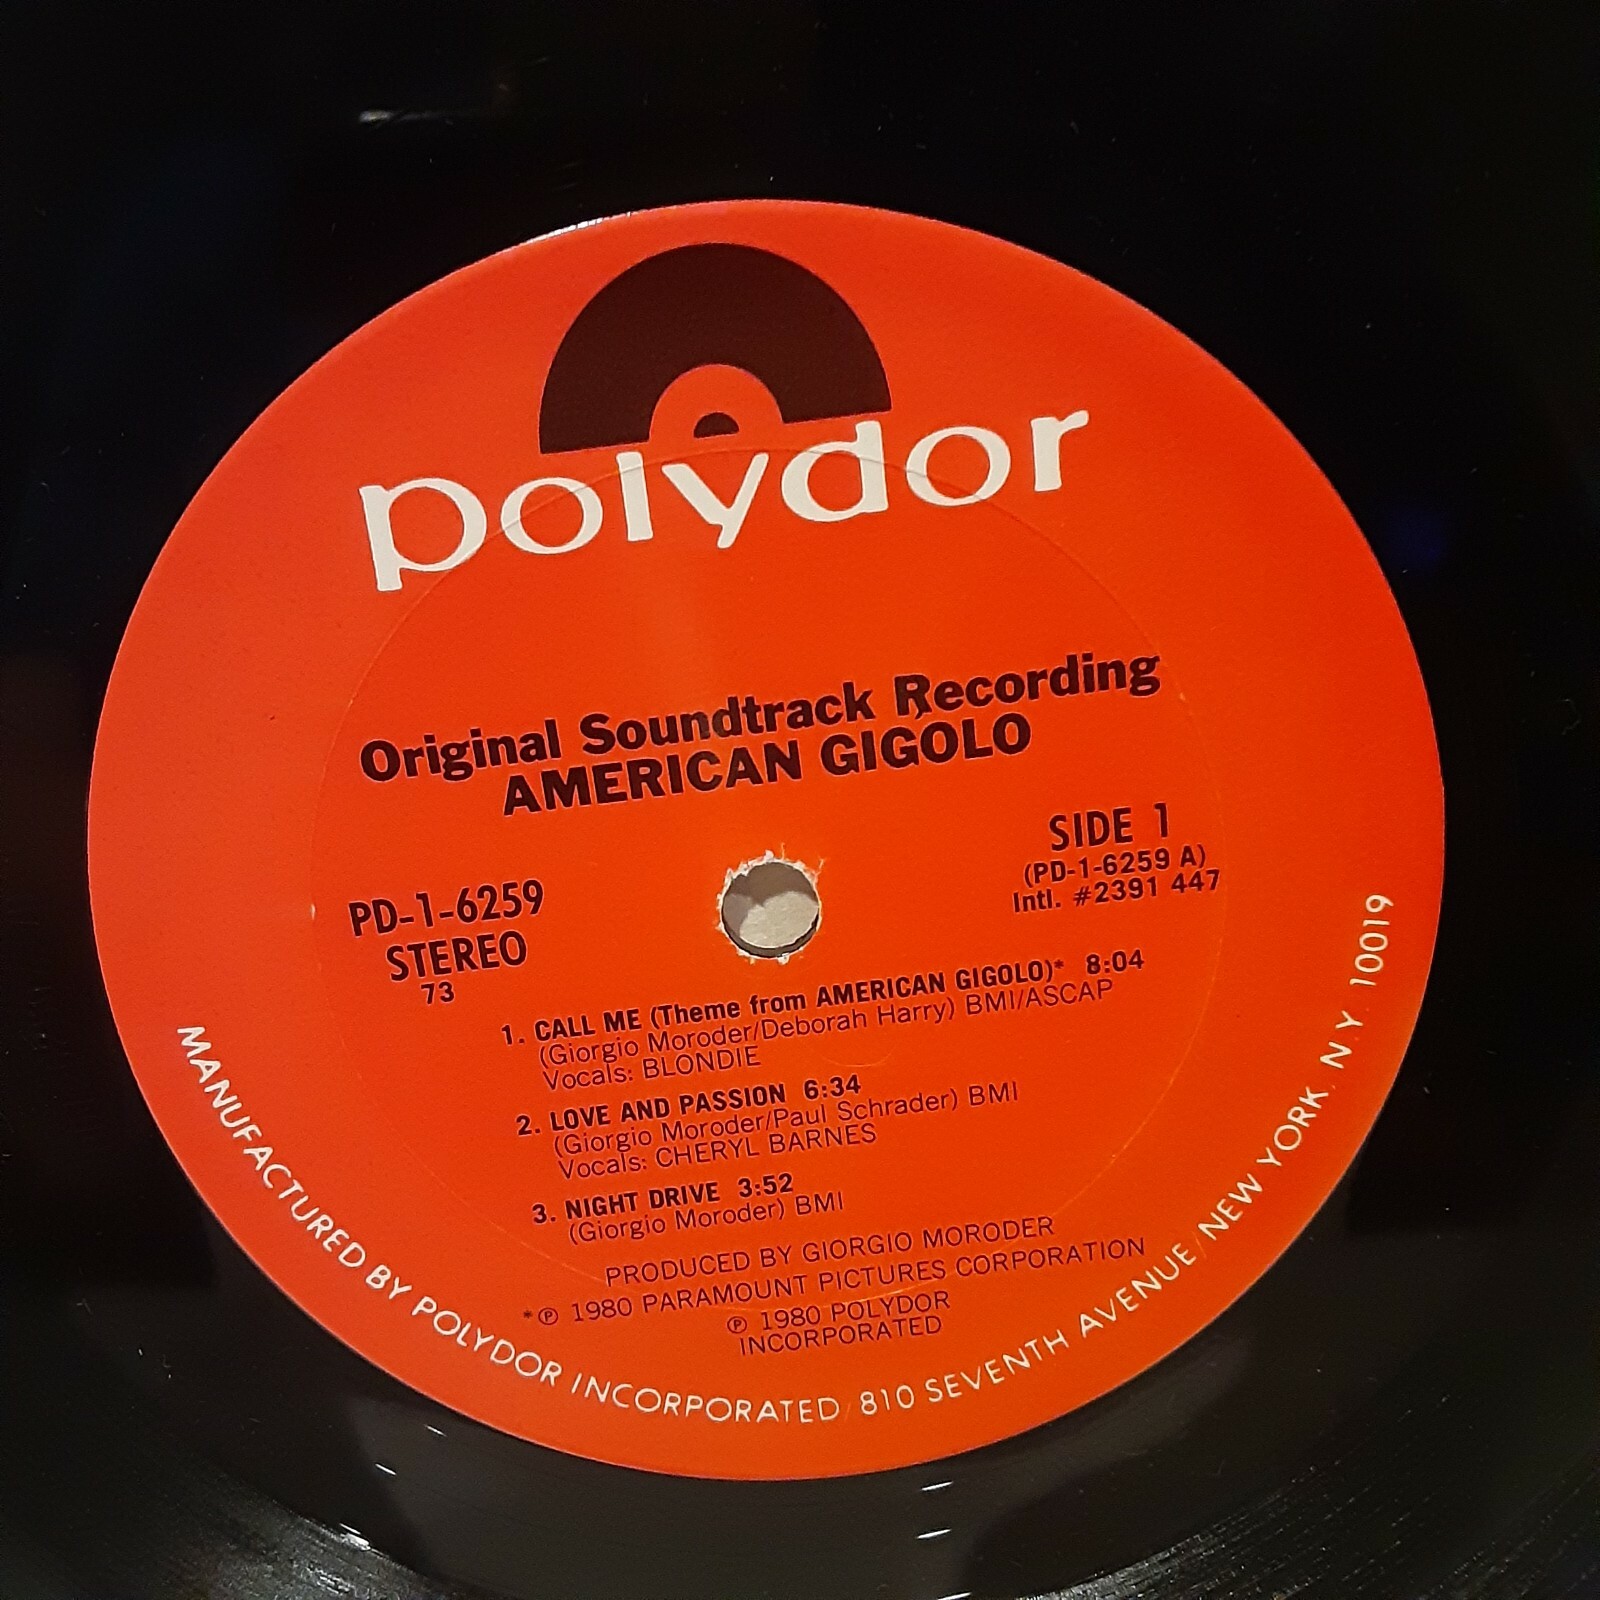 polydor
Original Soundtrack Recording
AMERICAN GIGOLO
PD-1-6259
STEREO
73
SIDE 1
(PD-1-6259 A)
Intl. #2391 447
1. CALL ME (Theme from AMERICAN GIGOLO)* 8:04
(Giorgio Moroder/Deborah Harry) BMI/ASCAP
Vocals: BLONDIE
2. LOVE AND PASSION 6:34
(Giorgio Moroder/Paul Schrader) BMI
Vocals: CHERYL BARNES
3. NIGHT DRIVE 3:52
(Giorgio Moroder) BMI
PRODUCED BY GIORGIO MORODER
*℗ 1980 PARAMOUNT PICTURES CORPORATION
℗ 1980 POLYDOR
INCORPORATED
MANUFACTURED BY POLYDOR INCORPORATED/810 SEVENTH AVENUE/NEW YORK, N.Y. 10019